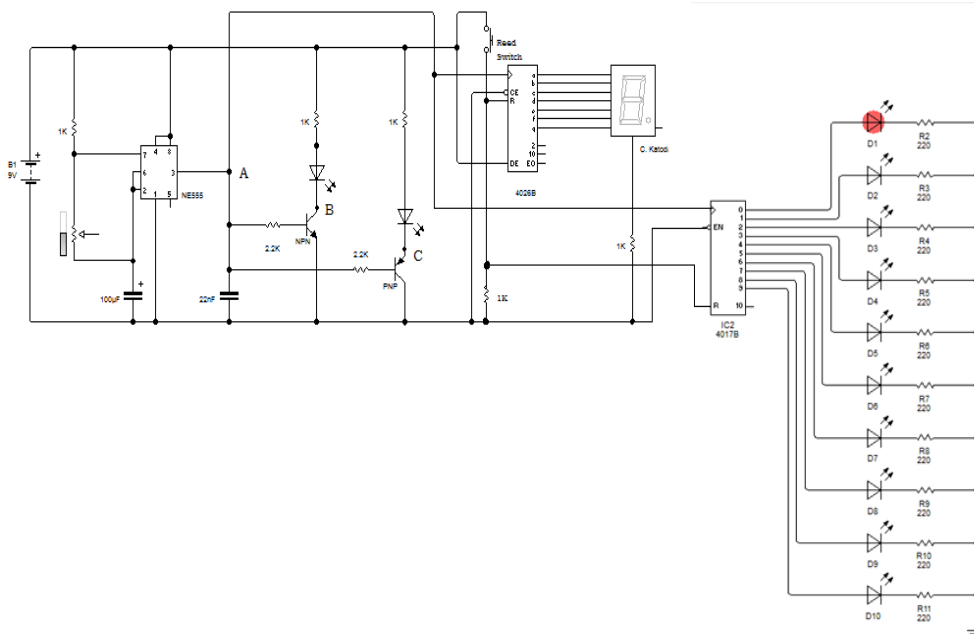 Reed
Switch
1K
B1
9V
+
7
4 8
6
2
3
1 5
NE555
A
1K
B
2.2K
NPN
1K
2.2K
C
PNP
+
100µF
22nF
1K
CE
R
DE
a
b
c
d
e
f
g
2
10
EO
4026B
C. Katodi
1K
EN
R
0
1
2
3
4
5
6
7
8
9
10
IC2
4017B
D1
R2
220
D2
R3
220
D3
R4
220
D4
R5
220
D5
R6
220
D6
R7
220
D7
R8
220
D8
R9
220
D9
R10
220
D10
R11
220